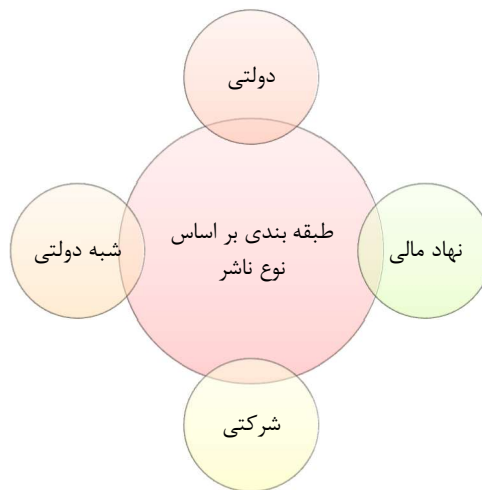 دولتی
نهاد مالی
طبقه بندی بر اساس
نوع ناشر
شبه دولتی
شرکتی